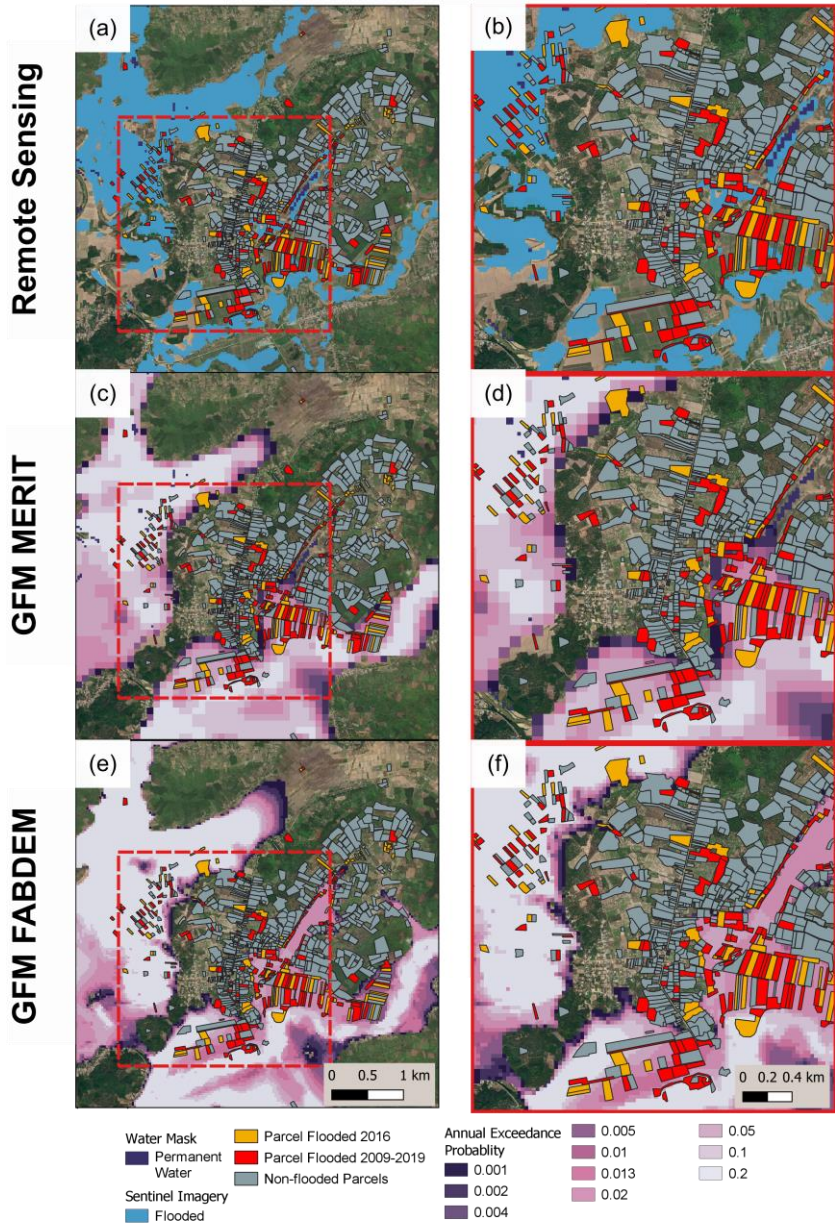 (a)
(b)
Remote Sensing
(c)
(d)
GFM MERIT
(e)
(f)
GFM FABDEM
0 0.5 1 km
0 0.2 0.4 km
Water Mask
Permanent
Water
Sentinel Imagery
Flooded
Parcel Flooded 2016
Parcel Flooded 2009-2019
Non-flooded Parcels
Annual Exceedance
Probablity
0.001
0.002
0.004
0.005
0.01
0.013
0.02
0.05
0.1
0.2